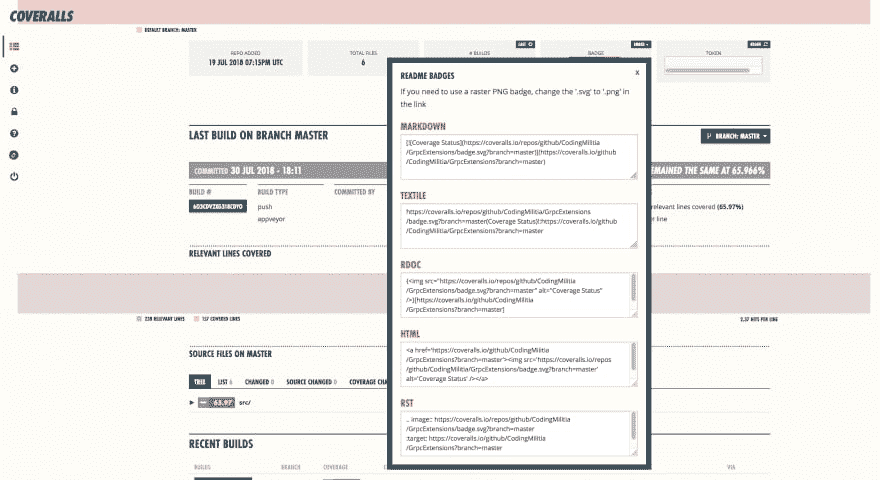 COVERALLS
DEFAULT BRANCH: MASTER
REPO ADDED
19 JUL 2018 07:15PM UTC
TOTAL FILES
6
# BUILDS
BADGE
TOKEN
LAST BUILD ON BRANCH MASTER
BRANCH: MASTER
COMMITTED 30 JUL 2018 - 18:11
EMAINED THE SAME AT 65.966%
BUILD #
BUILD TYPE
COMMITTED BY
push
appveyor
relevant lines covered (65.97%)
r line
RELEVANT LINES COVERED
238 RELEVANT LINES
157 COVERED LINES
2.37 HITS PER LINE
SOURCE FILES ON MASTER
TREE
LIST 6
CHANGED 0
SOURCE CHANGED 0
COVERAGE CHA
65.97
src/
RECENT BUILDS
BUILDS
BRANCH
COVERAGE
VIA
README BADGES
x
If you need to use a raster PNG badge, change the '.svg' to '.png' in
the link
MARKDOWN
[![Coverage Status](https://coveralls.io/repos/github/CodingMilitia
/GrpcExtensions/badge.svg?branch=master)](https://coveralls.io/github
/CodingMilitia/GrpcExtensions?branch=master)
TEXTILE
https://coveralls.io/repos/github/CodingMilitia/GrpcExtensions
/badge.svg?branch=master(Coverage Status)!:https://coveralls.io/github
/CodingMilitia/GrpcExtensions?branch=master
RDOC
{<img src="https://coveralls.io/repos/github/CodingMilitia
/GrpcExtensions/badge.svg?branch=master" alt="Coverage Status"
/>}[https://coveralls.io/github/CodingMilitia
/GrpcExtensions?branch=master]
HTML
<a href='https://coveralls.io/github/CodingMilitia
/GrpcExtensions?branch=master'><img src='https://coveralls.io/repos
/github/CodingMilitia/GrpcExtensions/badge.svg?branch=master'
alt='Coverage Status' /></a>
RST
.. image:: https://coveralls.io/repos/github/CodingMilitia
/GrpcExtensions/badge.svg?branch=master
:target: https://coveralls.io/github/CodingMilitia
/GrpcExtensions?branch=master